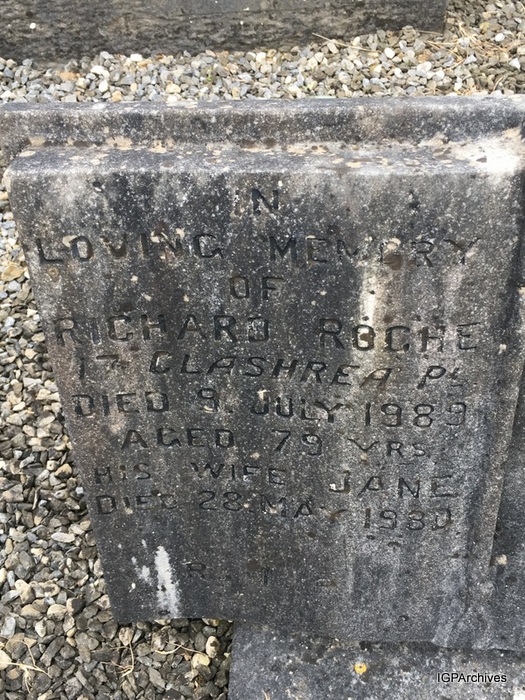 IN
LOVING MEMORY
OF
RICHARD ROCHE
17 CLASHREA PL
DIED 9. JULY 1989
AGED 79 YRS
HIS WIFE JANE
DIED 28 MAY 1980
R.I.P.
IGPArchives